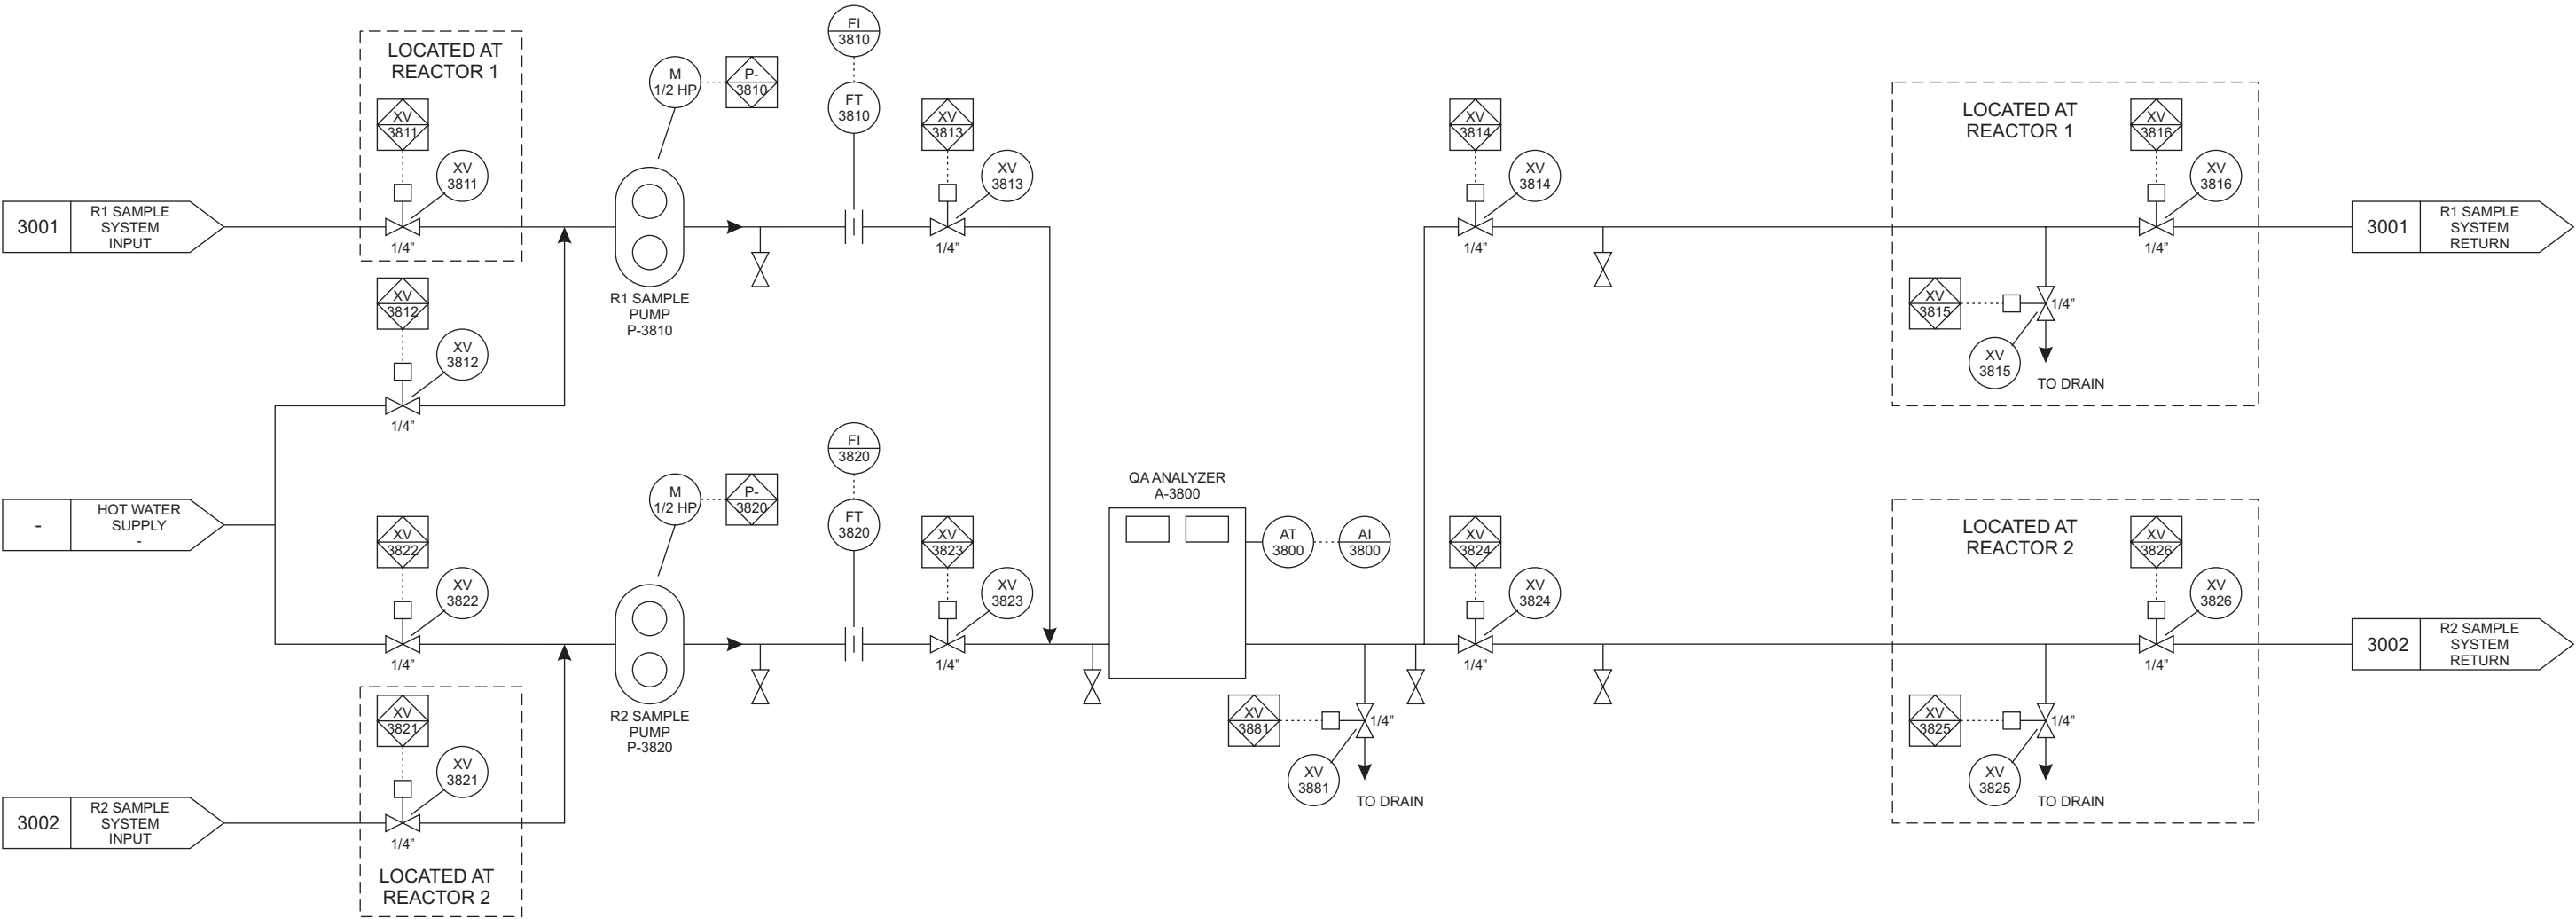 FI
3810
LOCATED AT
REACTOR 1
M
1/2 HP
P-
3810
FT
3810
XV
3811
XV
3811
1/4”
XV
3813
XV
3813
1/4”
XV
3814
XV
3814
1/4”
LOCATED AT
REACTOR 1
XV
3816
XV
3816
1/4”
3001
R1 SAMPLE
SYSTEM
INPUT
3001
R1 SAMPLE
SYSTEM
RETURN
R1 SAMPLE
PUMP
P-3810
XV
3812
XV
3812
1/4”
XV
3815
1/4”
XV
3815
TO DRAIN
FI
3820
M
1/2 HP
P-
3820
FT
3820
-
HOT WATER
SUPPLY
-
XV
3822
XV
3822
1/4”
XV
3823
XV
3823
1/4”
QA ANALYZER
A-3800
AT
3800
AI
3800
XV
3824
XV
3824
1/4”
LOCATED AT
REACTOR 2
XV
3826
XV
3826
1/4”
3002
R2 SAMPLE
SYSTEM
RETURN
R2 SAMPLE
PUMP
P-3820
XV
3821
XV
3821
1/4”
XV
3881
1/4”
XV
3881
TO DRAIN
XV
3825
1/4”
XV
3825
TO DRAIN
3002
R2 SAMPLE
SYSTEM
INPUT
LOCATED AT
REACTOR 2